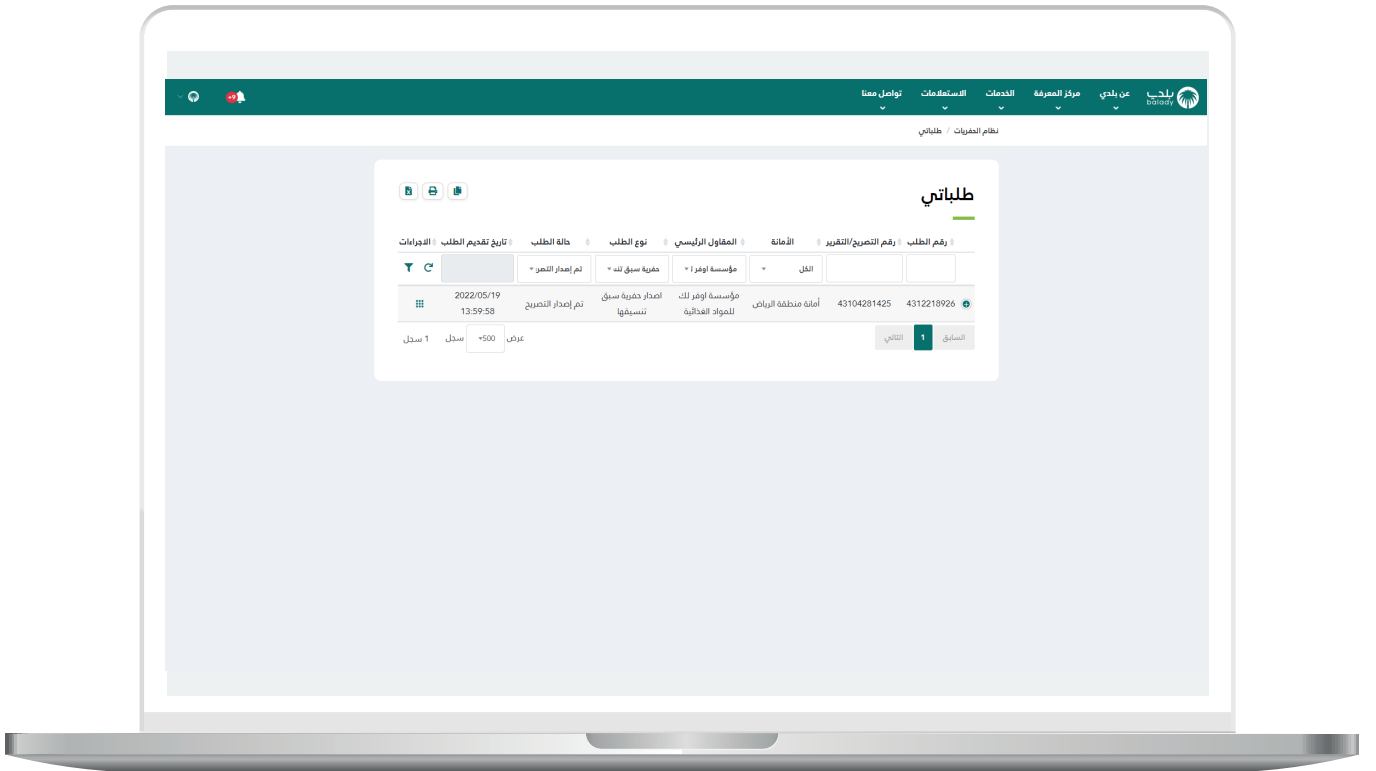 بلدي
balady
عن بلدي
مركز المعرفة
الخدمات
الاستعلامات
تواصل معنا
+9
نظام الحفريات / طلباتي
طلباتي
رقم الطلب
رقم التصريح/التقرير
الأمانة
المقاول الرئيسي
نوع الطلب
حالة الطلب
تاريخ تقديم الطلب
الاجراءات
الكل
مؤسسة اوفر ل
حفرية سبق تنس
تم إصدار التصر
4312218926
43104281425
أمانة منطقة الرياض
مؤسسة اوفر لك
للمواد الغذائية
اصدار حفرية سبق
تنسيقها
تم إصدار التصريح
2022/05/19
13:59:58
السابق
1
التالي
عرض
500
سجل
1 سجل